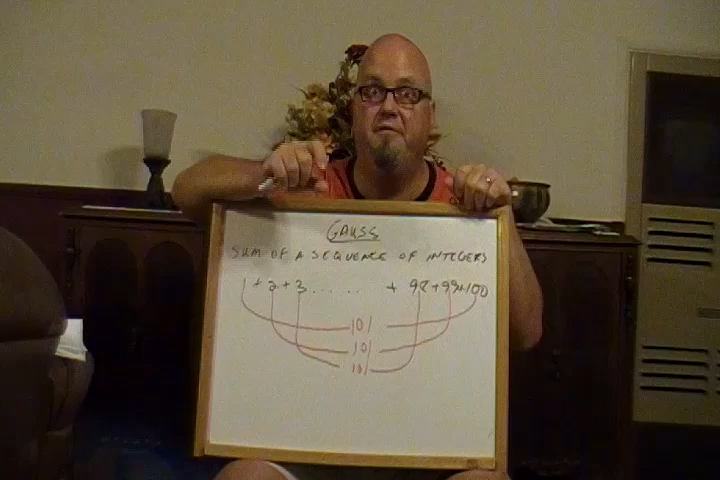 GAUSS
SUM OF A SEQUENCE OF INTEGERS
1 + 2 + 3 . . . . . . + 98 + 99 + 100
101
101
101